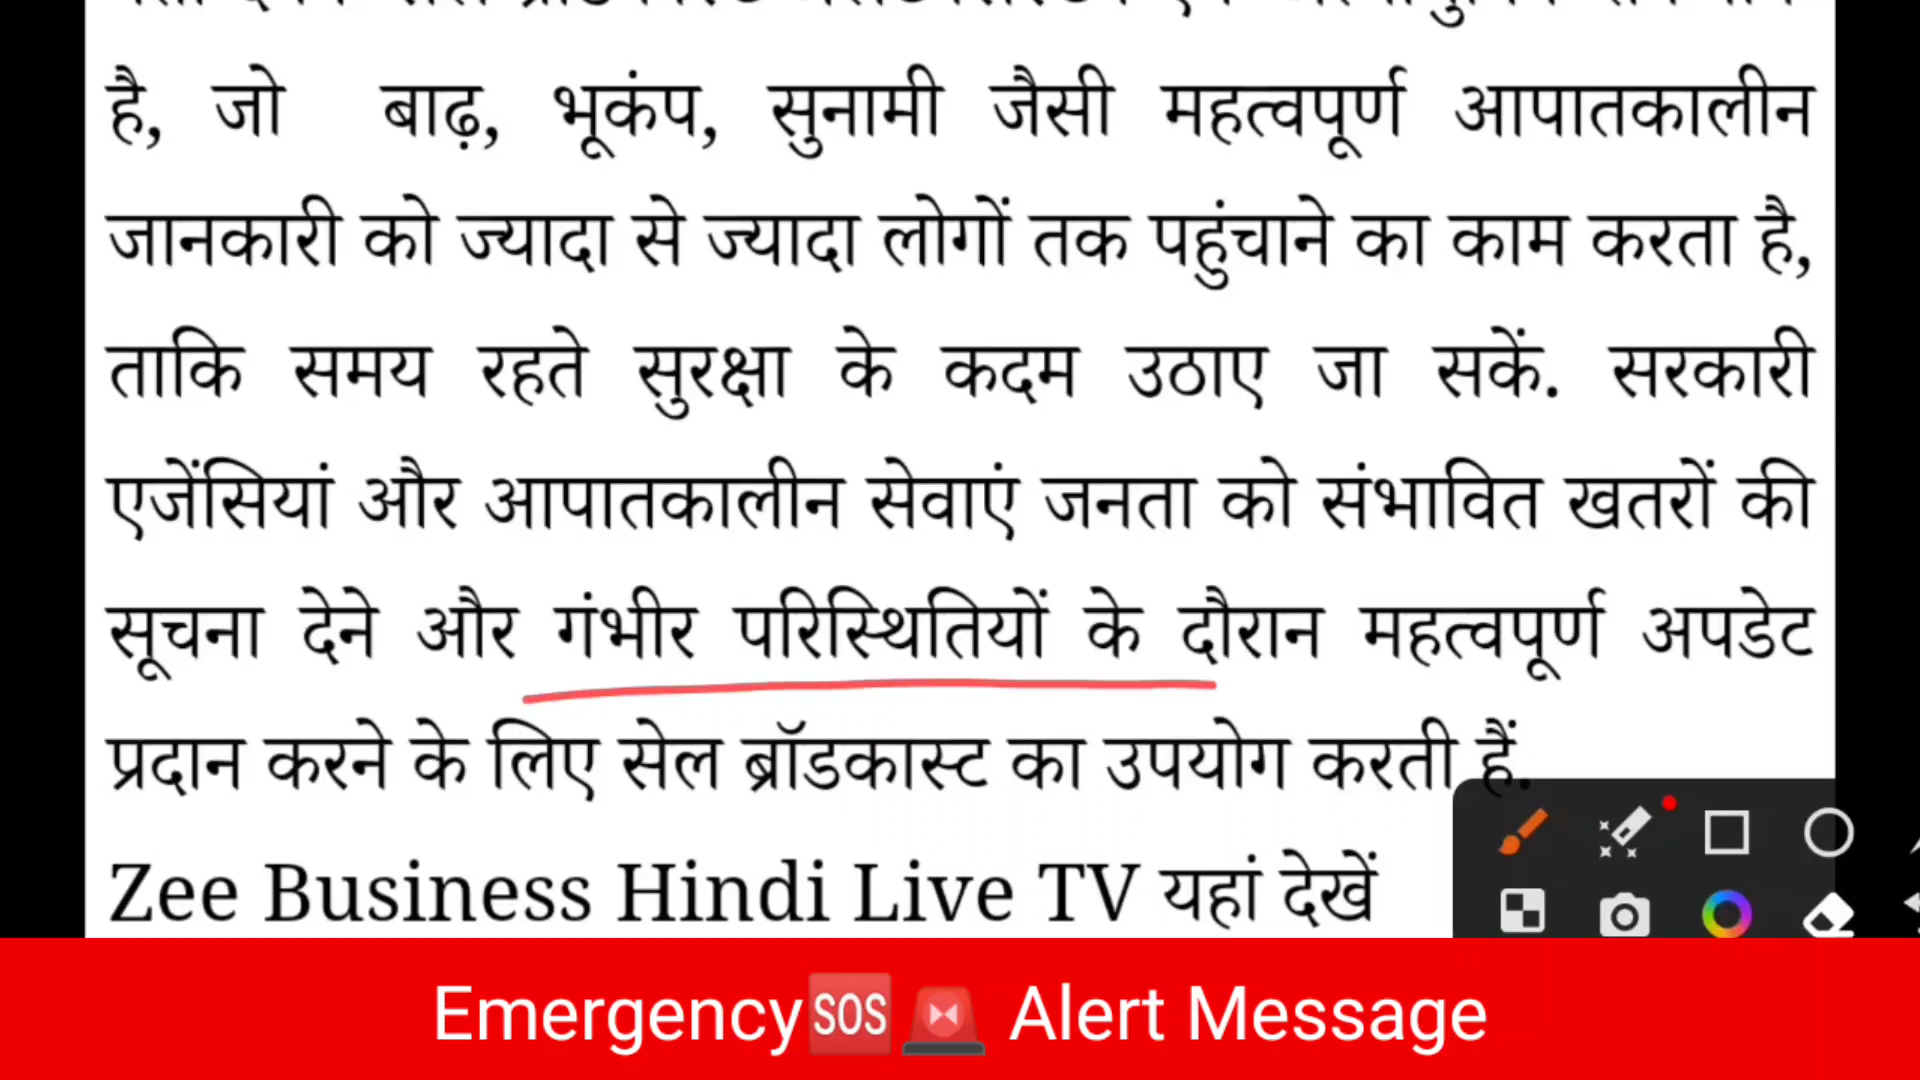 है, जो बाढ़, भूकंप, सुनामी जैसी महत्वपूर्ण आपातकालीन
जानकारी को ज्यादा से ज्यादा लोगों तक पहुंचाने का काम करता है,
ताकि समय रहते सुरक्षा के कदम उठाए जा सकें. सरकारी
एजेंसियां और आपातकालीन सेवाएं जनता को संभावित खतरों की
सूचना देने और गंभीर परिस्थितियों के दौरान महत्वपूर्ण अपडेट
प्रदान करने के लिए सेल ब्रॉडकास्ट का उपयोग करती हैं.
Zee Business Hindi Live TV यहां देखें
Emergency🆘🚨 Alert Message